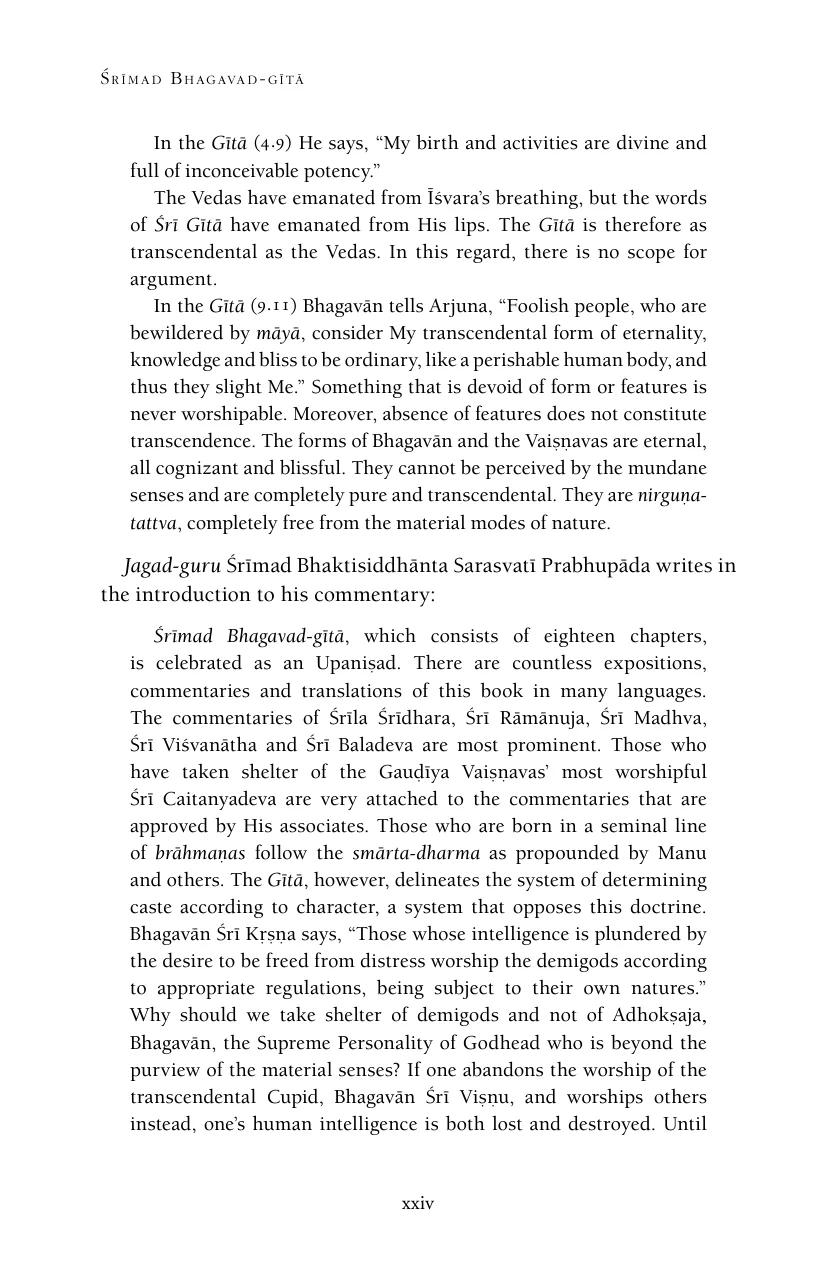 Śrīmad Bhagavad-gītā
In the Gītā (4.9) He says, “My birth and activities are divine and
full of inconceivable potency.”
The Vedas have emanated from Īśvara’s breathing, but the words
of Śrī Gītā have emanated from His lips. The Gītā is therefore as
transcendental as the Vedas. In this regard, there is no scope for
argument.
In the Gītā (9.11) Bhagavān tells Arjuna, “Foolish people, who are
bewildered by māyā, consider My transcendental form of eternality,
knowledge and bliss to be ordinary, like a perishable human body, and
thus they slight Me.” Something that is devoid of form or features is
never worshipable. Moreover, absence of features does not constitute
transcendence. The forms of Bhagavān and the Vaiṣṇavas are eternal,
all cognizant and blissful. They cannot be perceived by the mundane
senses and are completely pure and transcendental. They are nirguṇa-
tattva, completely free from the material modes of nature.
Jagad-guru Śrīmad Bhaktisiddhānta Sarasvatī Prabhupāda writes in
the introduction to his commentary:
Śrīmad Bhagavad-gītā, which consists of eighteen chapters,
is celebrated as an Upaniṣad. There are countless expositions,
commentaries and translations of this book in many languages.
The commentaries of Śrīla Śrīdhara, Śrī Rāmānuja, Śrī Madhva,
Śrī Viśvanātha and Śrī Baladeva are most prominent. Those who
have taken shelter of the Gauḍīya Vaiṣṇavas’ most worshipful
Śrī Caitanyadeva are very attached to the commentaries that are
approved by His associates. Those who are born in a seminal line
of brāhmaṇas follow the smārta-dharma as propounded by Manu
and others. The Gītā, however, delineates the system of determining
caste according to character, a system that opposes this doctrine.
Bhagavān Śrī Kṛṣṇa says, “Those whose intelligence is plundered by
the desire to be freed from distress worship the demigods according
to appropriate regulations, being subject to their own natures.”
Why should we take shelter of demigods and not of Adhokṣaja,
Bhagavān, the Supreme Personality of Godhead who is beyond the
purview of the material senses? If one abandons the worship of the
transcendental Cupid, Bhagavān Śrī Viṣṇu, and worships others
instead, one’s human intelligence is both lost and destroyed. Until
xxiv